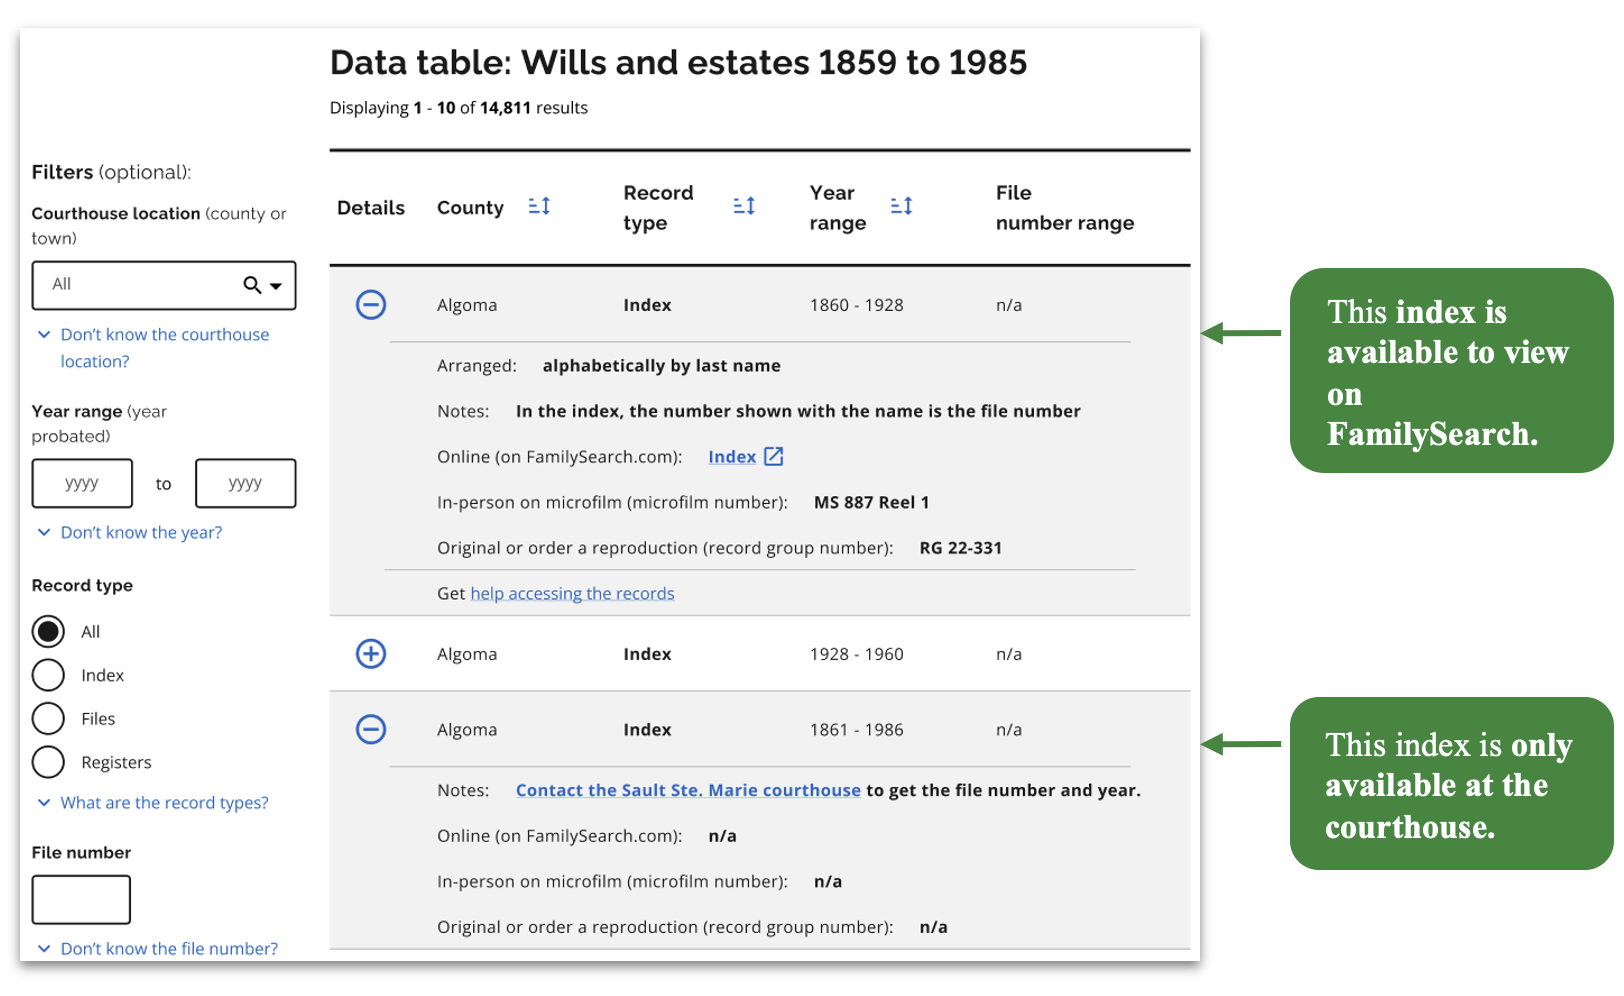 Data table: Wills and estates 1859 to 1985
Displaying 1 - 10 of 14,811 results
Filters (optional):
Courthouse location (county or
town)
All
Don't know the courthouse
location?
Year range (year
probated)
yyyy to yyyy
Don't know the year?
Record type
All
Index
Files
Registers
What are the record types?
File number
Don't know the file number?
Details County Record type Year range File number range
Algoma Index 1860 - 1928 n/a
Arranged: alphabetically by last name
Notes: In the index, the number shown with the name is the file number
Online (on FamilySearch.com): Index
In-person on microfilm (microfilm number): MS 887 Reel 1
Original or order a reproduction (record group number): RG 22-331
Get help accessing the records
Algoma Index 1928 - 1960 n/a
Algoma Index 1861 - 1986 n/a
Notes: Contact the Sault Ste. Marie courthouse to get the file number and year.
Online (on FamilySearch.com): n/a
In-person on microfilm (microfilm number): n/a
Original or order a reproduction (record group number): n/a
This index is
available to view
on
FamilySearch.
This index is only
available at the
courthouse.